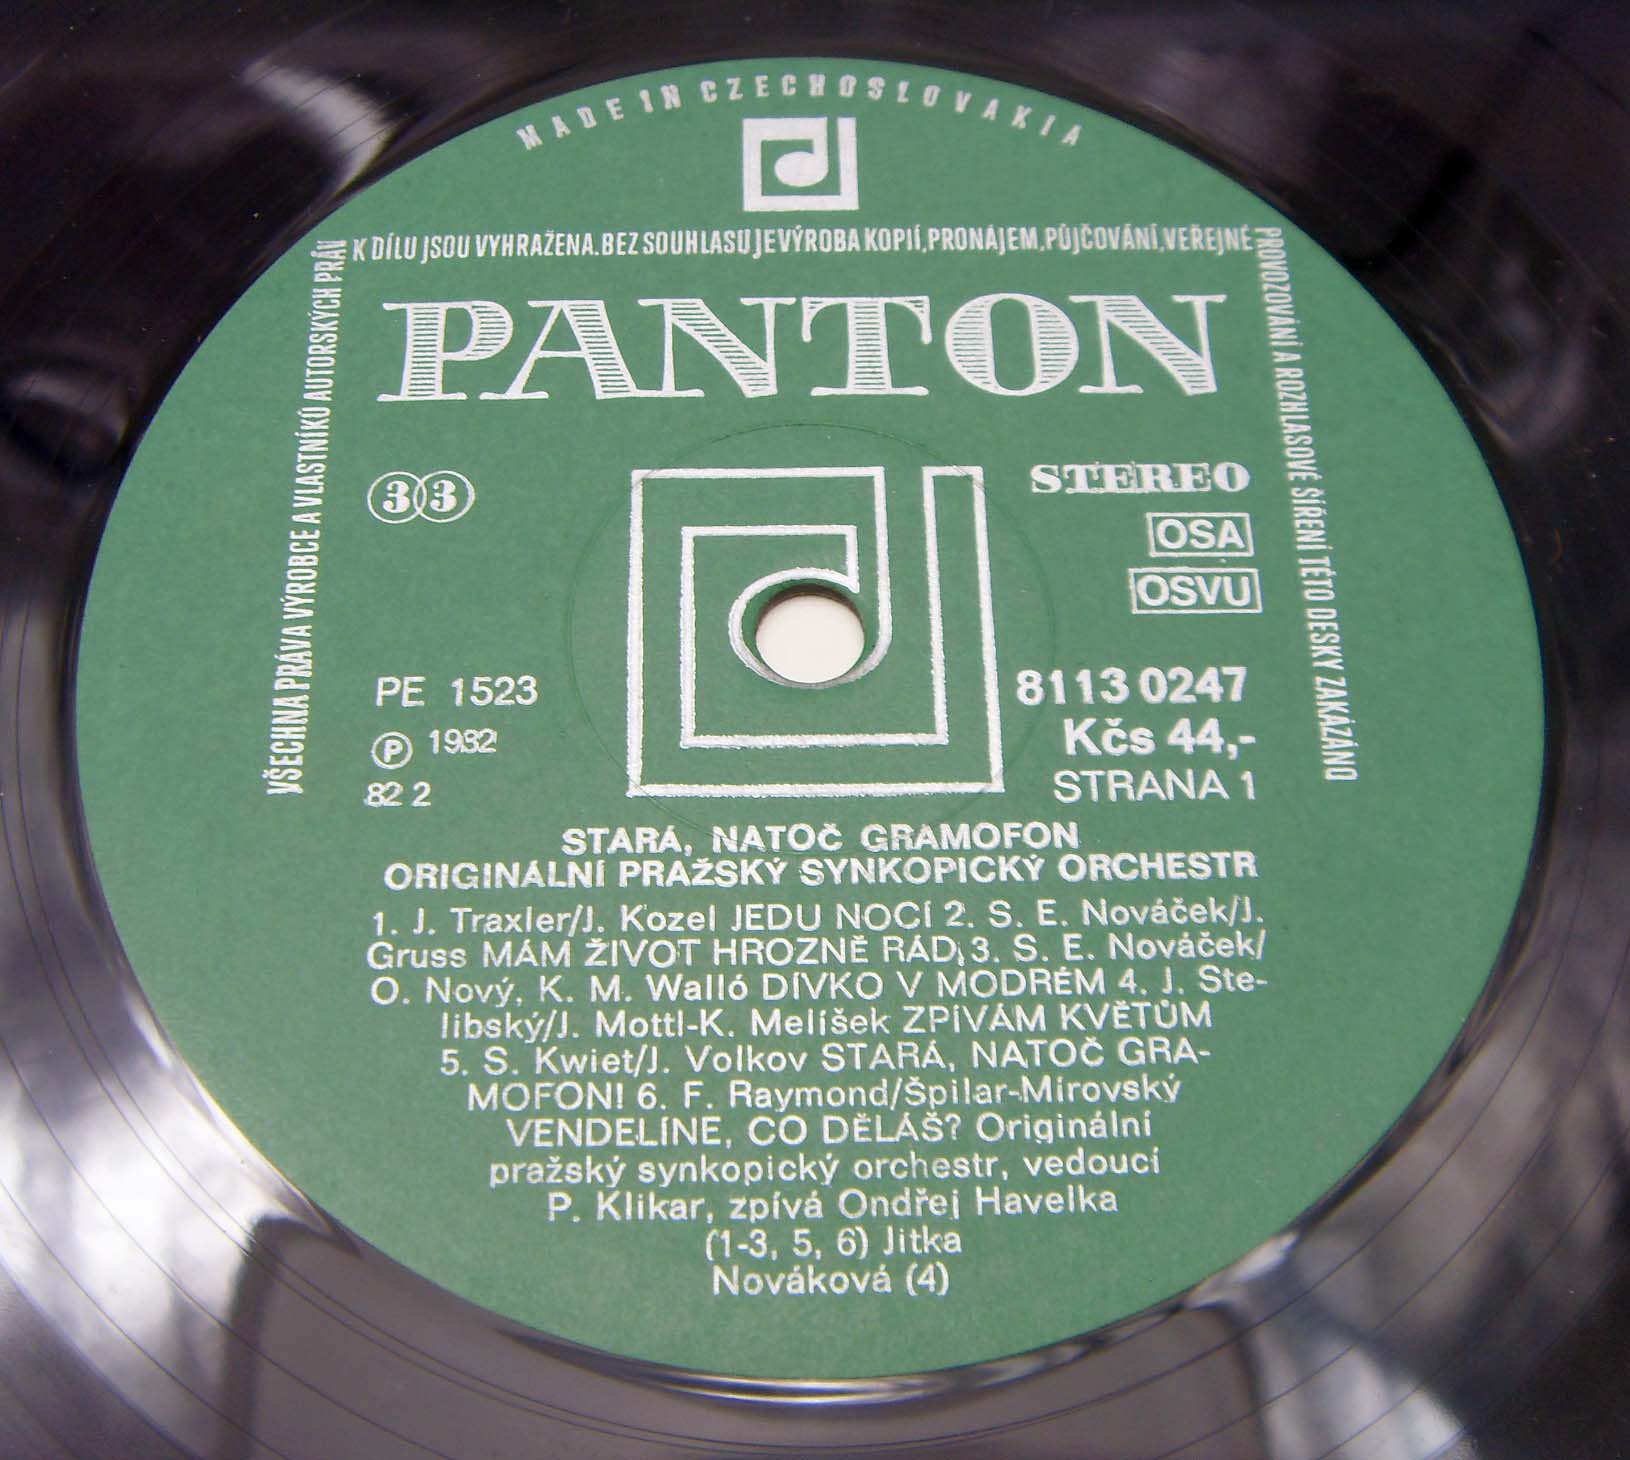 MADE IN CZECHOSLOVAKIA
VŠECHNA PRÁVA VÝROBCE A VLASTNÍKŮ AUTORSKÝCH PRÁV
K DÍLU JSOU VYHRAŽENA. BEZ SOUHLASU JE VÝROBA KOPIÍ, PRONÁJEM, PŮJČOVÁNÍ, VEŘEJNÉ
PROVOZOVÁNÍ A ROZHLASOVÉ ŠÍŘENÍ TÉTO DESKY ZAKÁZÁNO
PANTON
33
STEREO
OSA
OSVU
PE 1523
8113 0247
Ⓟ 1982
Kčs 44,-
82 2
STRANA 1
STARÁ, NATOČ GRAMOFON
ORIGINÁLNÍ PRAŽSKÝ SYNKOPICKÝ ORCHESTR
1. J. Traxler/J. Kozel JEDU NOCÍ 2. S. E. Nováček/J.
Gruss MÁM ŽIVOT HROZNĚ RÁD, 3. S. E. Nováček/
O. Nový, K. M. Walló DÍVKO V MODRÉM 4. J. Ste-
libský/J. Mottl-K. Melíšek ZPÍVÁM KVĚTŮM
5. S. Kwiet/J. Volkov STARÁ, NATOČ GRA-
MOFON! 6. F. Raymond/Špilar-Mírovský
VENDELÍNE, CO DĚLÁŠ? Originální
pražský synkopický orchestr, vedoucí
P. Klikar, zpívá Ondřej Havelka
(1-3, 5, 6) Jitka
Nováková (4)